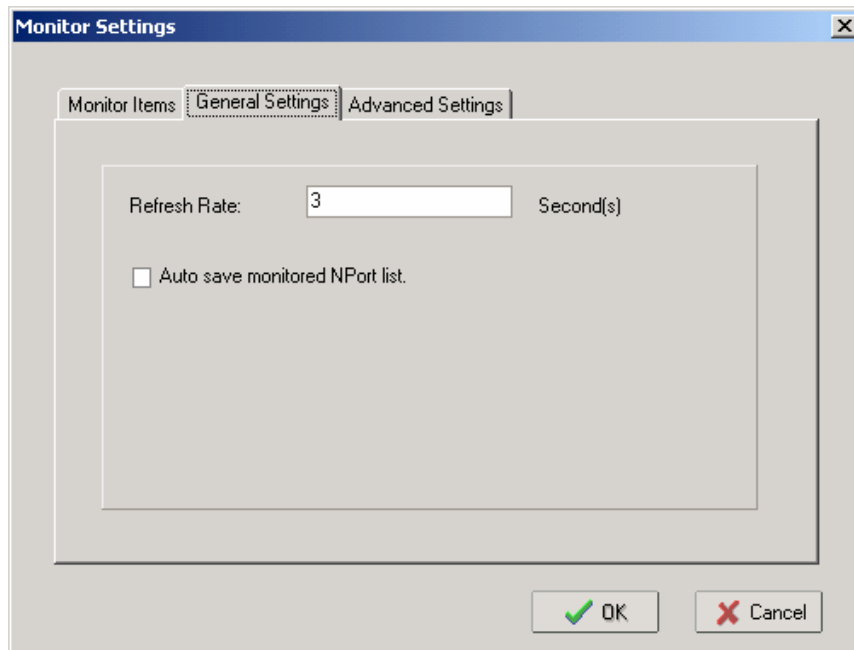 Monitor Settings
Monitor Items General Settings Advanced Settings
Refresh Rate: 3 Second(s)
Auto save monitored NPort list.
OK Cancel